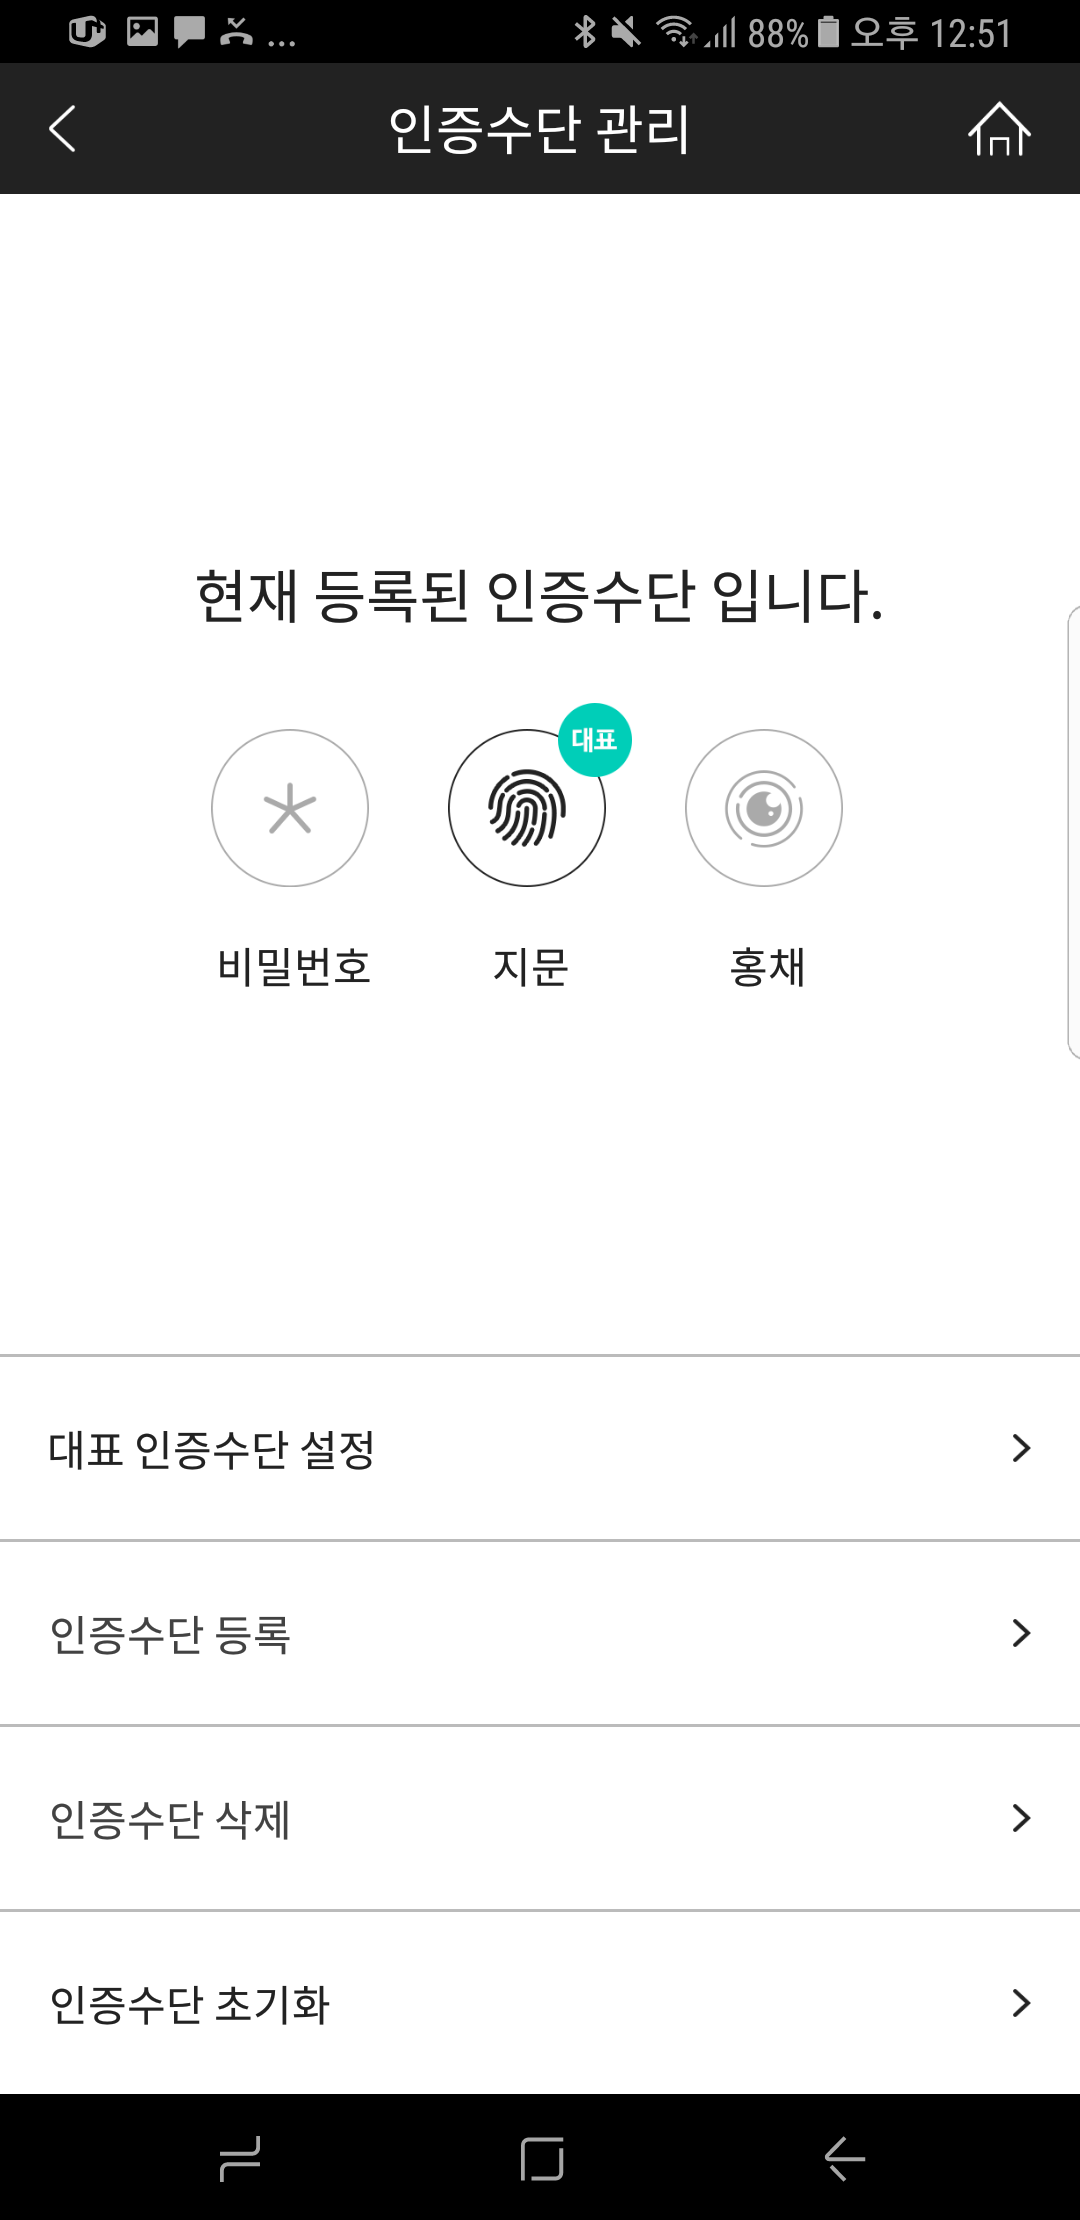 ... 88% 오후 12:51
인증수단 관리
현재 등록된 인증수단 입니다.
대표
비밀번호 지문 홍채
대표 인증수단 설정
인증수단 등록
인증수단 삭제
인증수단 초기화